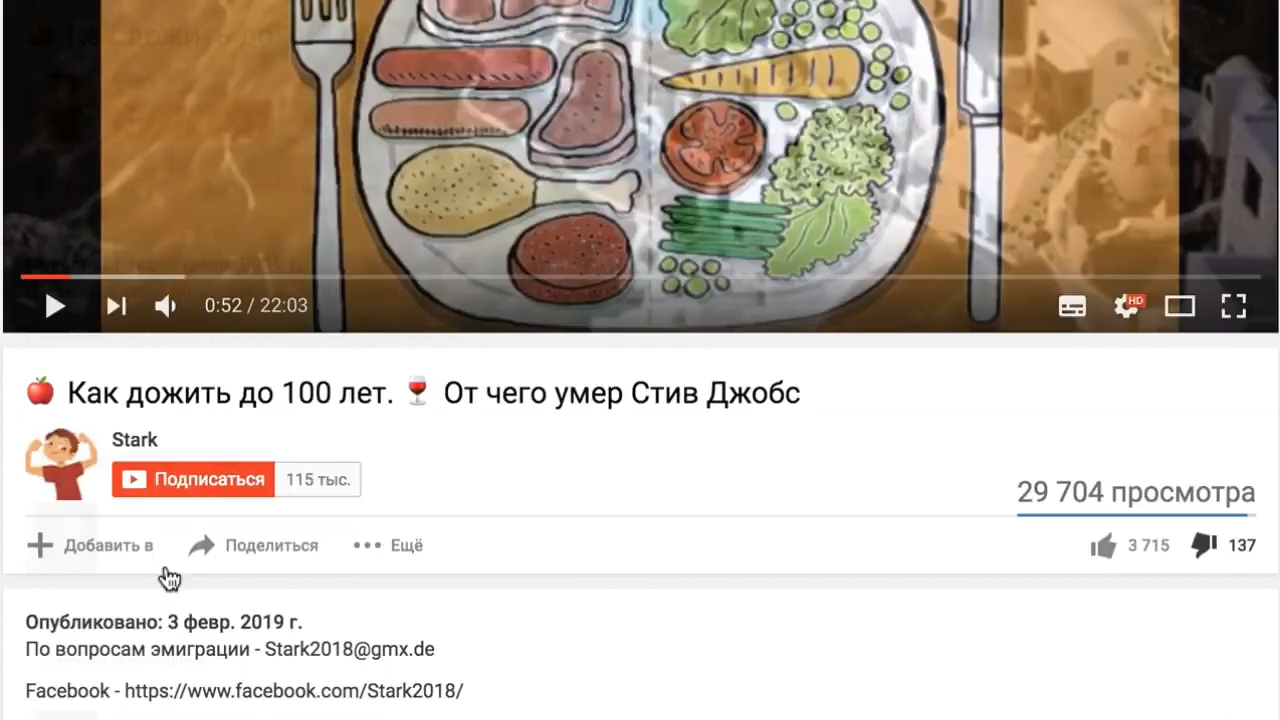 0:52 / 22:03
HD
🍎 Как дожить до 100 лет. 🍷 От чего умер Стив Джобс
Stark
Подписаться 115 тыс.
29 704 просмотра
Добавить в Поделиться Ещё 3 715 137
Опубликовано: 3 февр. 2019 г.
По вопросам эмиграции - Stark2018@gmx.de
Facebook - https://www.facebook.com/Stark2018/